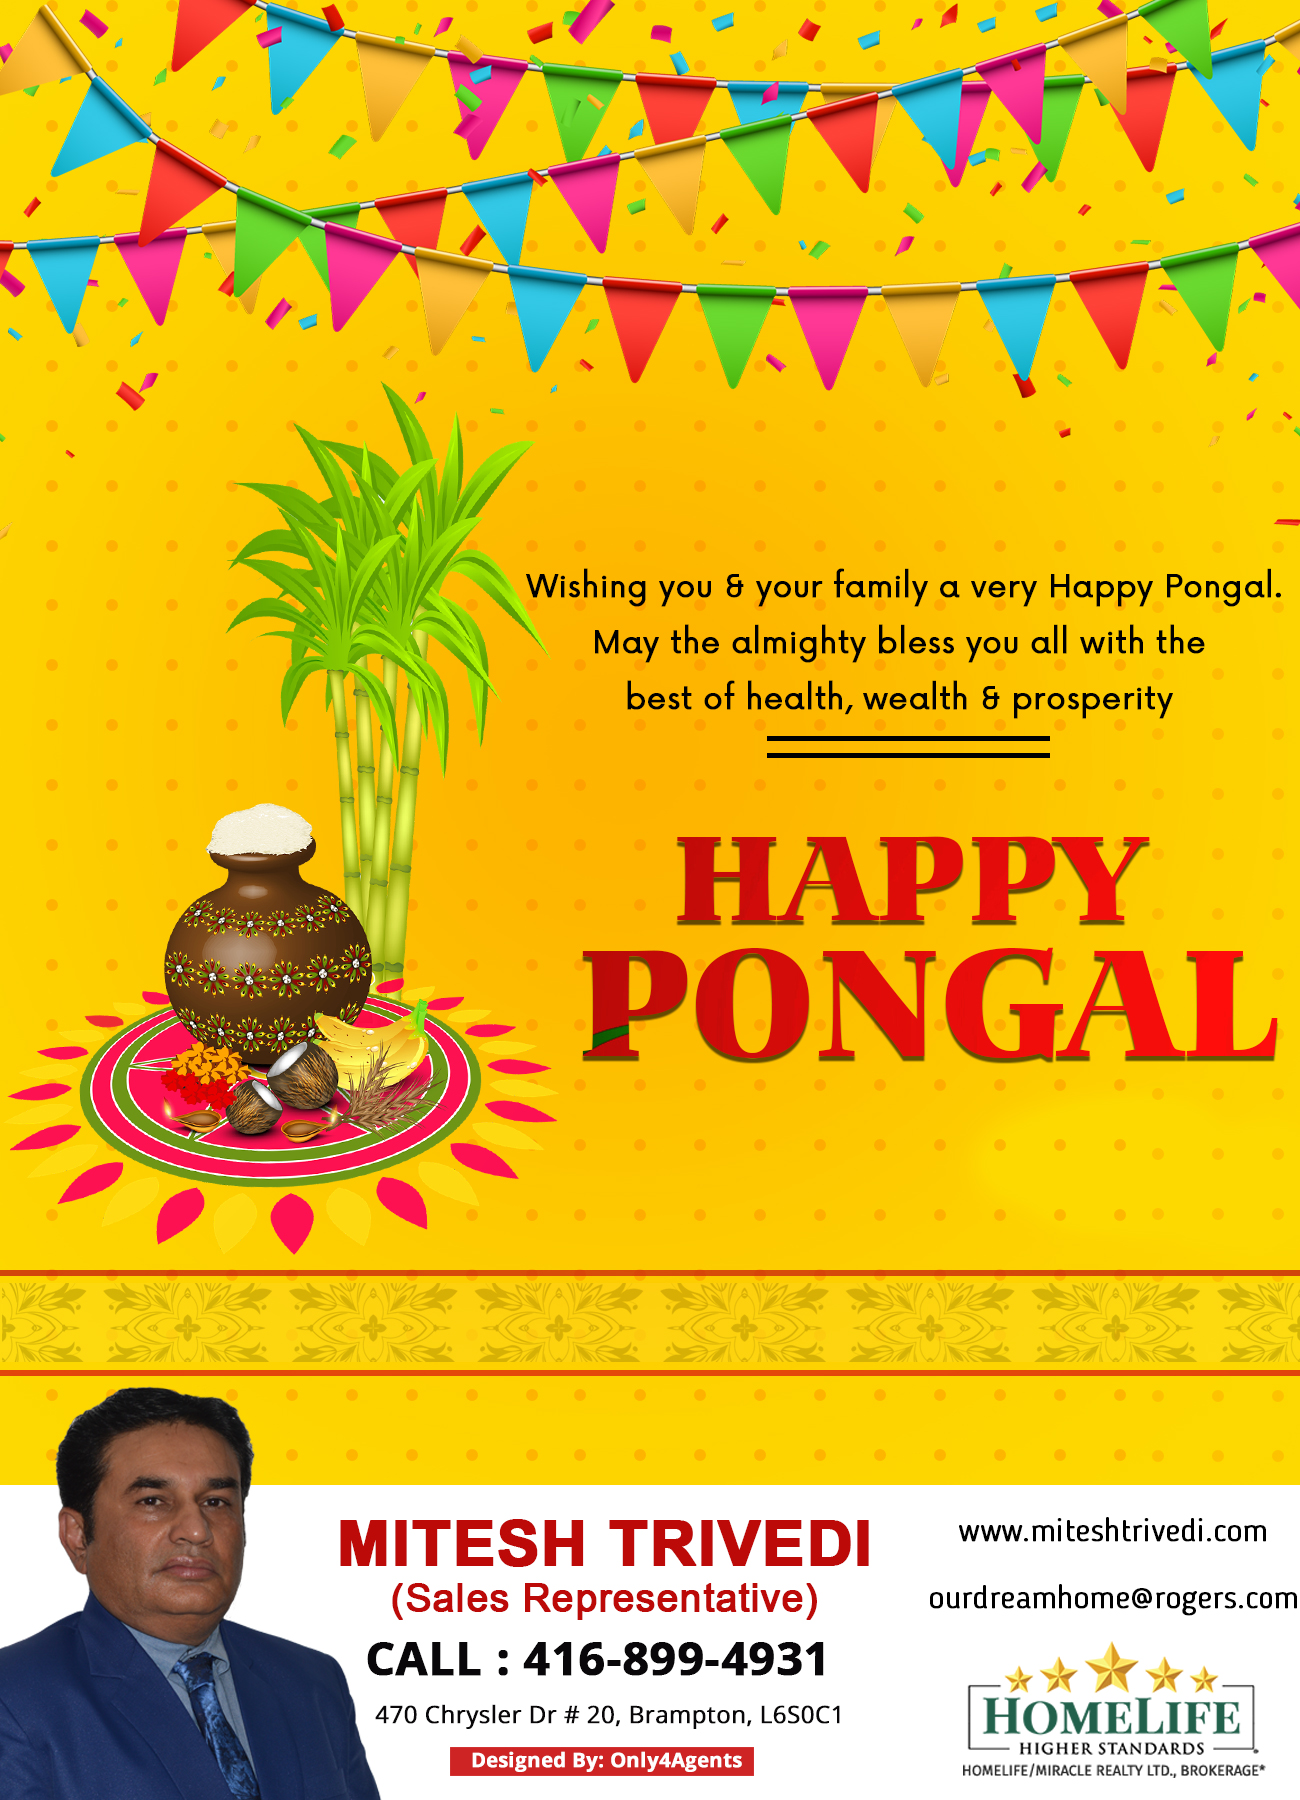 Wishing you & your family a very Happy Pongal.
May the almighty bless you all with the
best of health, wealth & prosperity
HAPPY
PONGAL
MITESH TRIVEDI
(Sales Representative)
CALL : 416-899-4931
470 Chrysler Dr # 20, Brampton, L6S0C1
Designed By: Only4Agents
www.miteshtrivedi.com
ourdreamhome@rogers.com
HOMELIFE
HIGHER STANDARDS
HOMELIFE/MIRACLE REALTY LTD., BROKERAGE*